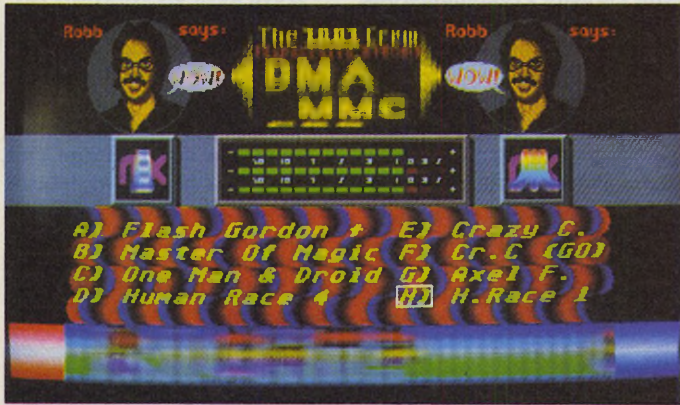 Robb says:
The 1001 Crew
Robb says:
WOW!
DMA
WOW!
MMC
A) Flash Gordon +
E) Crazy C.
B) Master Of Magic
F) Cr.C (GO)
C) One Man & Droid
G) Axel F.
D) Human Race 4
H) H.Race 1